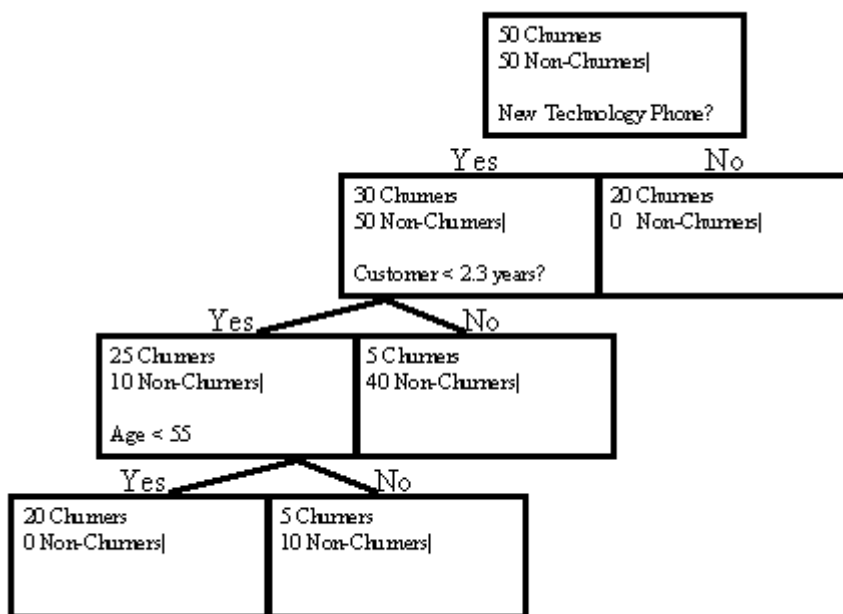 50 Churners
50 Non-Churners|
New Technology Phone?
Yes No
30 Churners
50 Non-Churners|
Customer < 2.3 years?
20 Churners
0 Non-Churners|
Yes No
25 Churners
10 Non-Churners|
Age < 55
5 Churners
40 Non-Churners|
Yes No
20 Churners
0 Non-Churners|
5 Churners
10 Non-Churners|